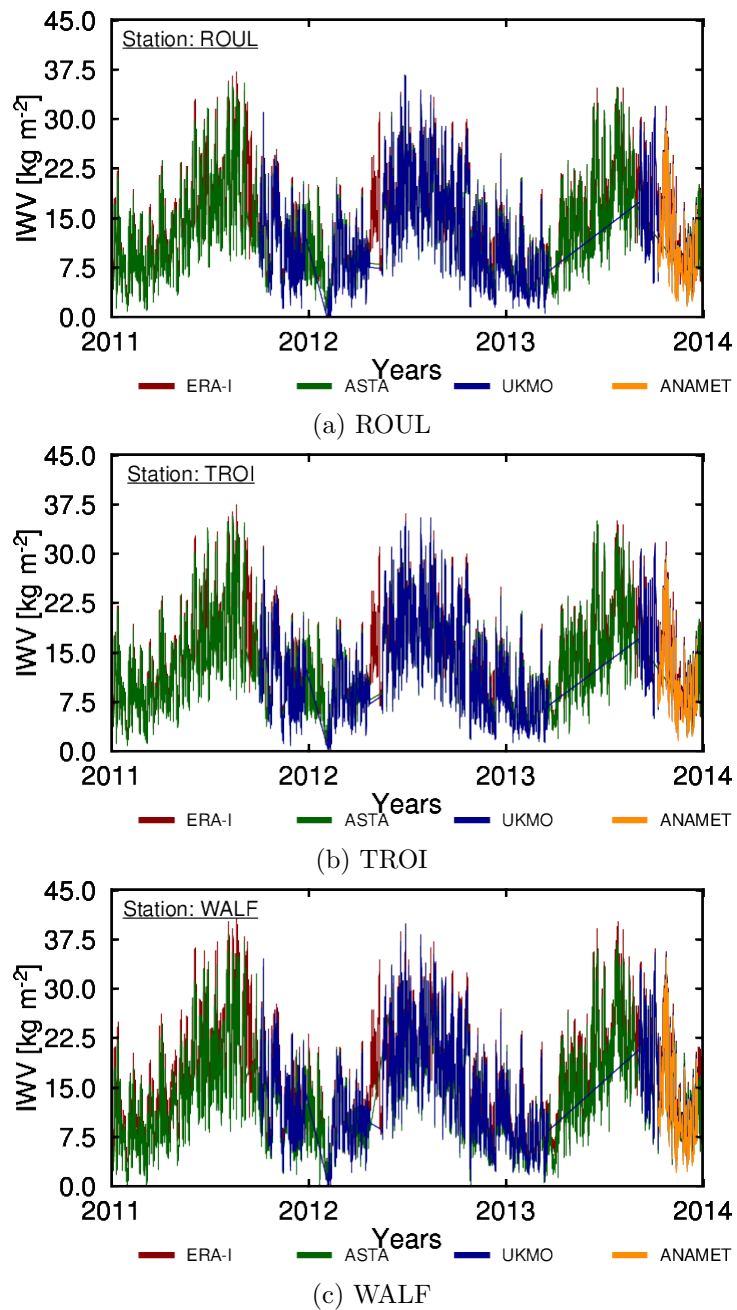 45.0
Station: ROUL
37.5
30.0
22.5
15.0
7.5
0.0
IWV [kg m-2]
2011 2012 2013 2014
Years
ERA-I ASTA UKMO ANAMET
(a) ROUL
45.0
Station: TROI
37.5
30.0
22.5
15.0
7.5
0.0
IWV [kg m-2]
2011 2012 2013 2014
Years
ERA-I ASTA UKMO ANAMET
(b) TROI
45.0
Station: WALF
37.5
30.0
22.5
15.0
7.5
0.0
IWV [kg m-2]
2011 2012 2013 2014
Years
ERA-I ASTA UKMO ANAMET
(c) WALF